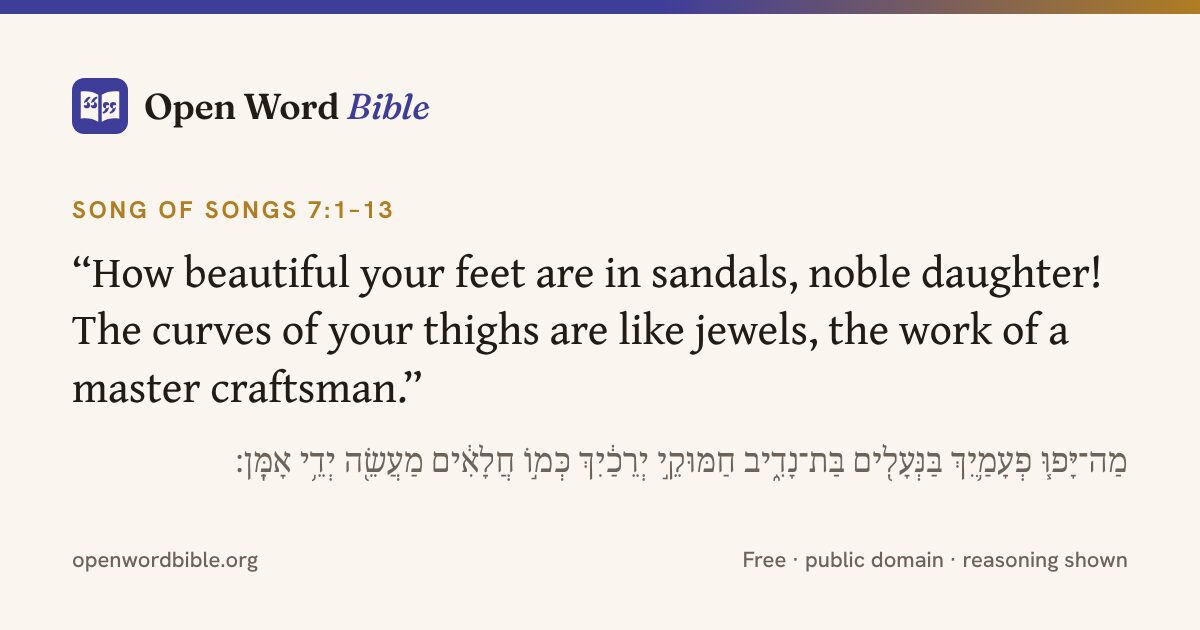 Open Word Bible
SONG OF SONGS 7:1–13
“How beautiful your feet are in sandals, noble daughter!
The curves of your thighs are like jewels, the work of a
master craftsman.”
מַה־יָּפ֧וּ פְעָמַ֛יִךְ בַּנְּעָלִ֖ים בַּת־נָדִ֑יב חַמּוּקֵ֣י יְרֵכַ֔יִךְ כְּמ֣וֹ חֲלָאִ֔ים מַעֲשֵׂ֖ה יְדֵ֥י אָמָּֽן׃
openwordbible.org
Free · public domain · reasoning shown